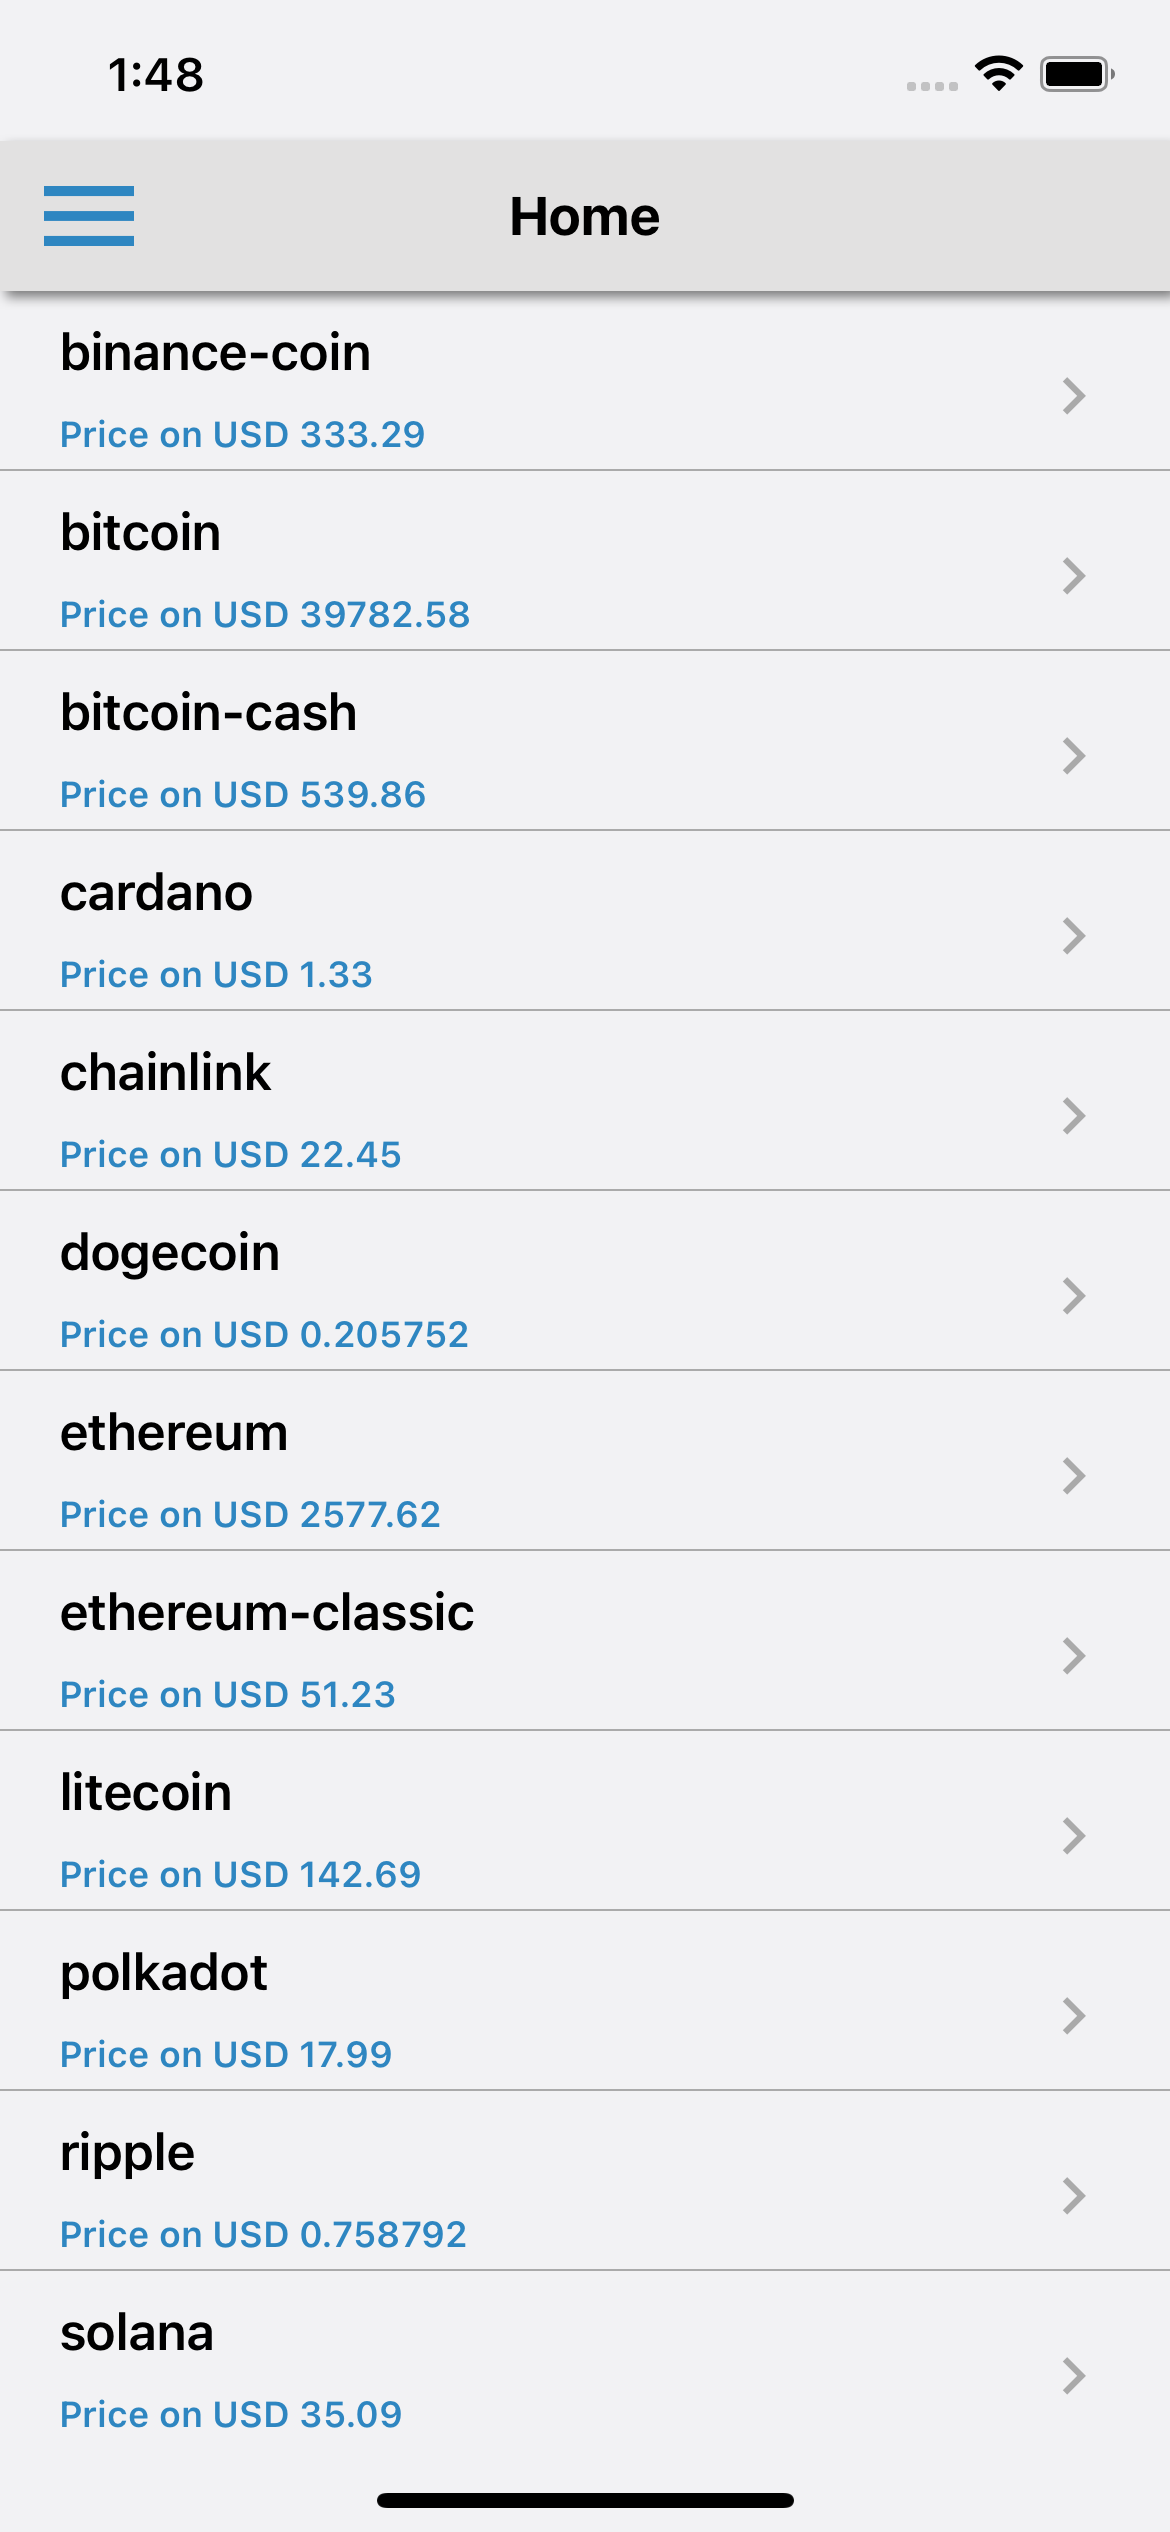 1:48
Home
binance-coin
Price on USD 333.29
bitcoin
Price on USD 39782.58
bitcoin-cash
Price on USD 539.86
cardano
Price on USD 1.33
chainlink
Price on USD 22.45
dogecoin
Price on USD 0.205752
ethereum
Price on USD 2577.62
ethereum-classic
Price on USD 51.23
litecoin
Price on USD 142.69
polkadot
Price on USD 17.99
ripple
Price on USD 0.758792
solana
Price on USD 35.09